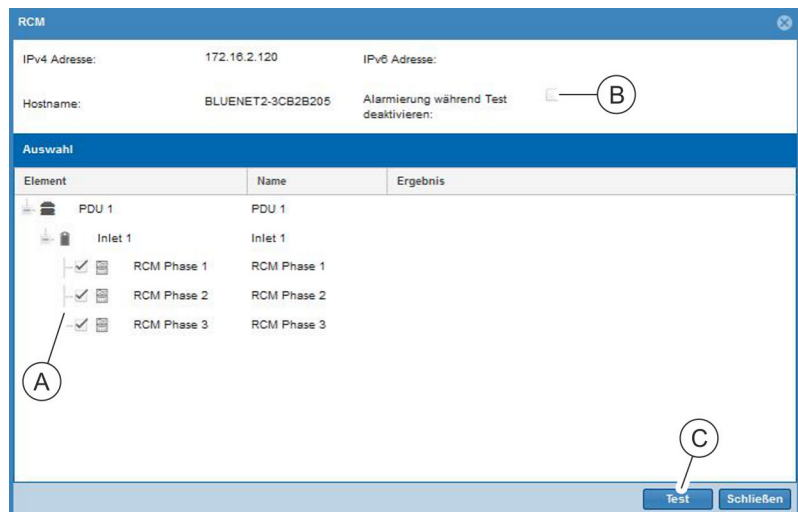 RCM
IPv4 Adresse: 172.16.2.120 IPv6 Adresse:
Hostname: BLUENET2-3CB2B205 Alarmierung während Test
deaktivieren:
B
Auswahl
Element Name Ergebnis
PDU 1 PDU 1
Inlet 1 Inlet 1
RCM Phase 1 RCM Phase 1
RCM Phase 2 RCM Phase 2
RCM Phase 3 RCM Phase 3
A
C
Test Schließen